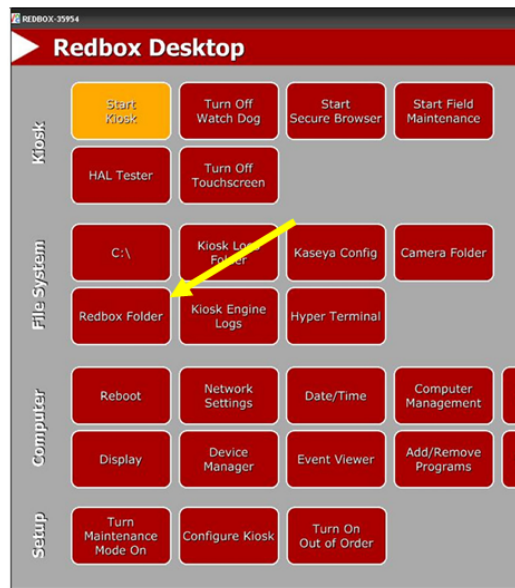 REDBOX-35954
Redbox Desktop
Kiosk
Start
Kiosk
Turn Off
Watch Dog
Start
Secure Browser
Start Field
Maintenance
HAL Tester
Turn Off
Touchscreen
File System
C:\
Kiosk Logs
Folder
Kaseya Config
Camera Folder
Redbox Folder
Kiosk Engine
Logs
Hyper Terminal
Computer
Reboot
Network
Settings
Date/Time
Computer
Management
Display
Device
Manager
Event Viewer
Add/Remove
Programs
Setup
Turn
Maintenance
Mode On
Configure Kiosk
Turn On
Out of Order